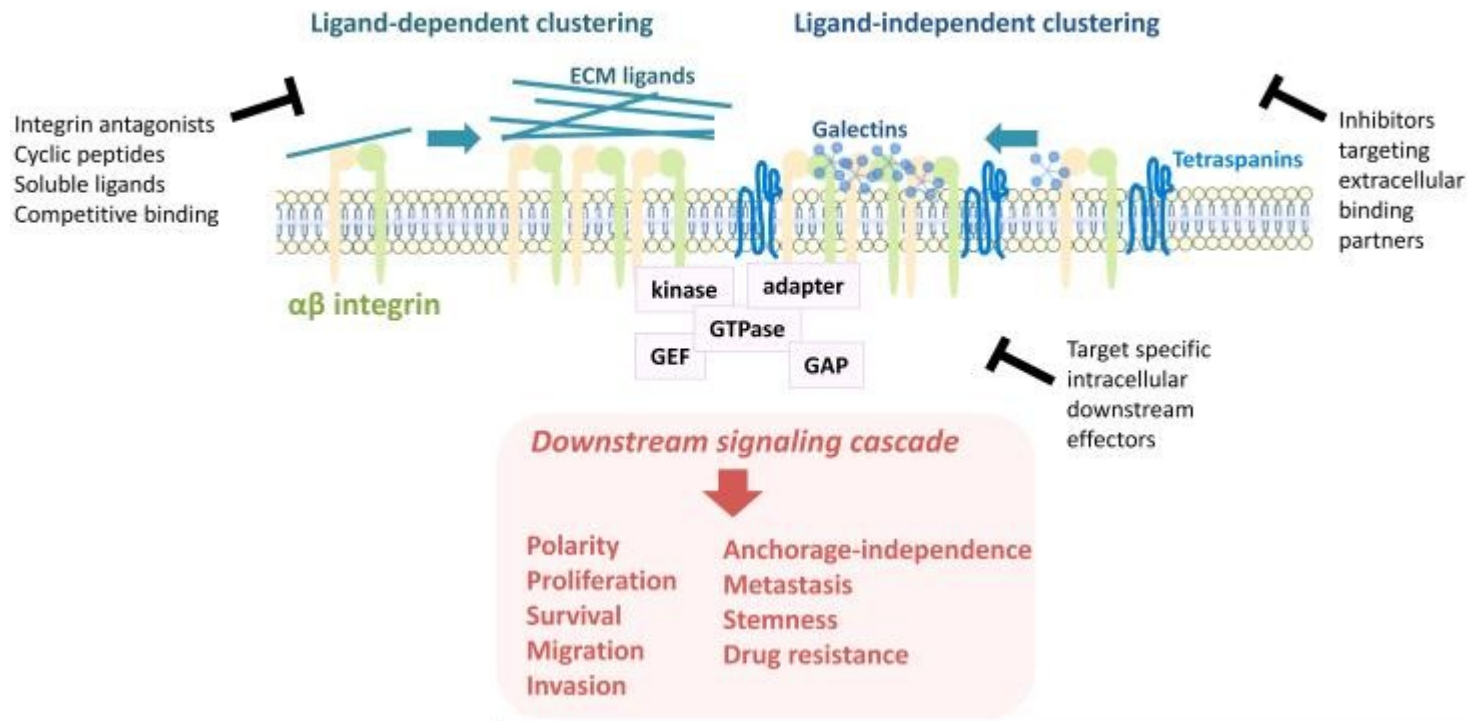 Ligand-dependent clustering
Ligand-independent clustering
ECM ligands
Integrin antagonists
Cyclic peptides
Soluble ligands
Competitive binding
Galectins
Tetraspanins
Inhibitors
targeting
extracellular
binding
partners
αβ integrin
kinase
adapter
GTPase
GEF
GAP
Target specific
intracellular
downstream
effectors
Downstream signaling cascade
Polarity
Proliferation
Survival
Migration
Invasion
Anchorage-independence
Metastasis
Stemness
Drug resistance